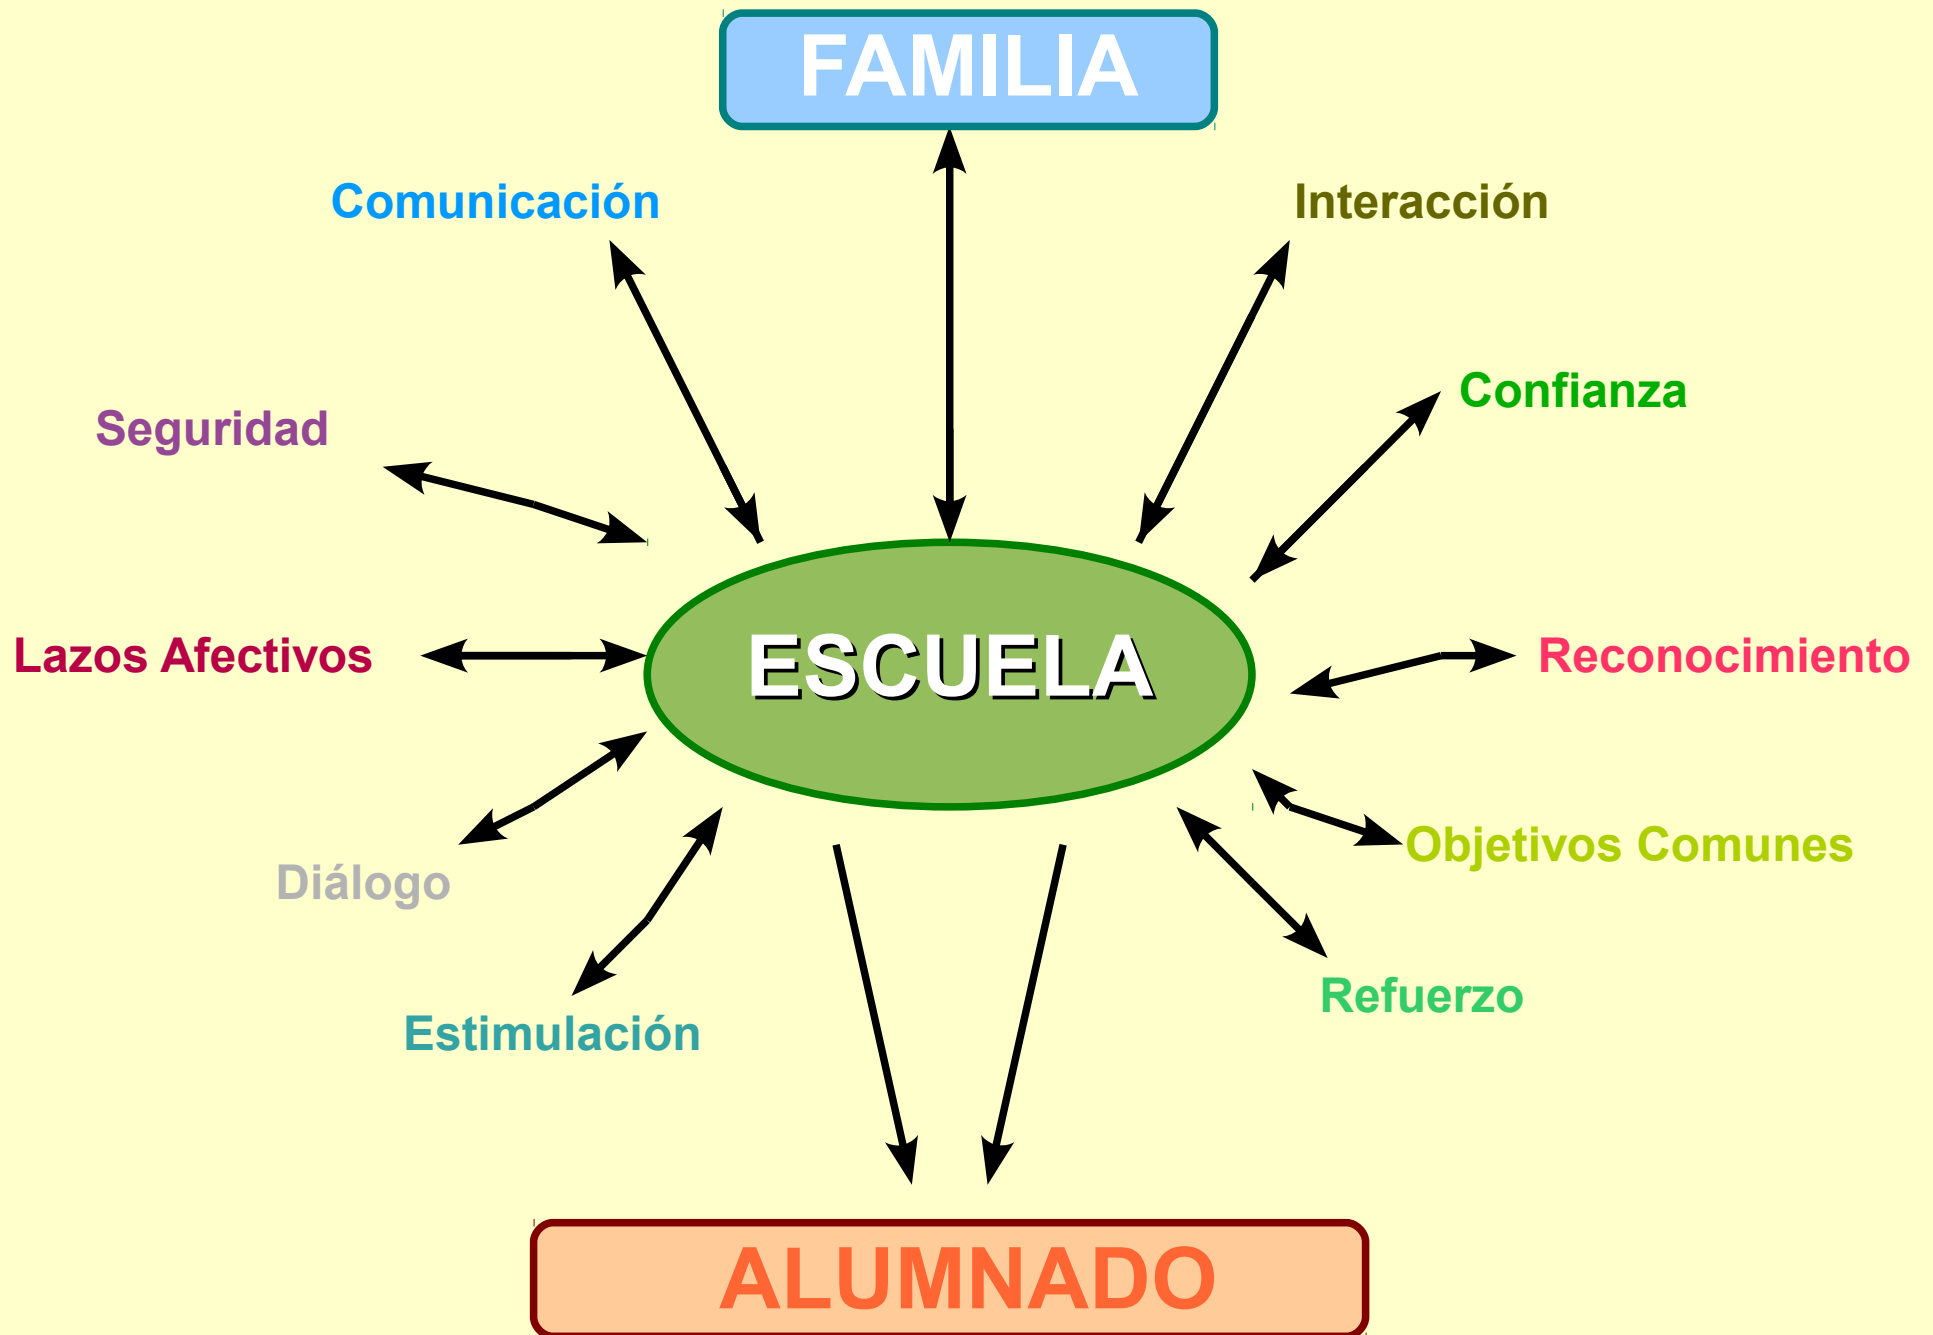 FAMILIA
Comunicación
Interacción
Confianza
Seguridad
ESCUELA
Lazos Afectivos
Reconocimiento
Objetivos Comunes
Diálogo
Refuerzo
Estimulación
ALUMNADO